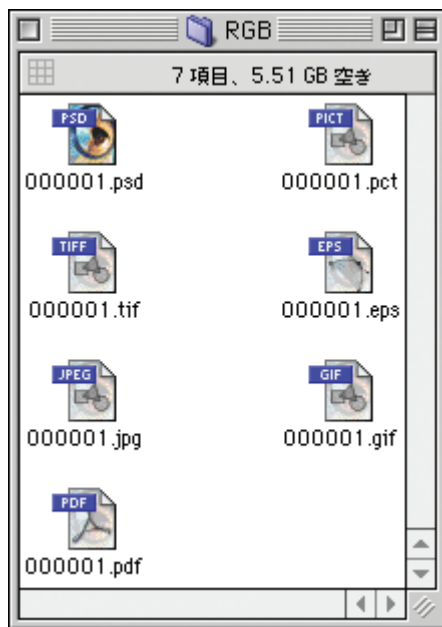 RGB
7 項目、5.51 GB 空き
PSD
000001.psd
PICT
000001.pct
TIFF
000001.tif
EPS
000001.eps
JPEG
000001.jpg
GIF
000001.gif
PDF
000001.pdf